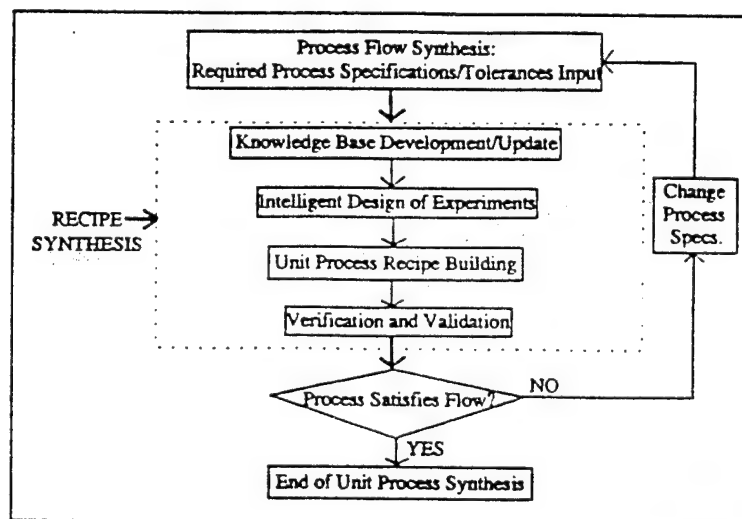 Process Flow Synthesis:
Required Process Specifications/Tolerances Input
Knowledge Base Development/Update
Intelligent Design of Experiments
RECIPE
SYNTHESIS
Unit Process Recipe Building
Change
Process
Specs.
Verification and Validation
Process Satisfies Flow?
NO
YES
End of Unit Process Synthesis